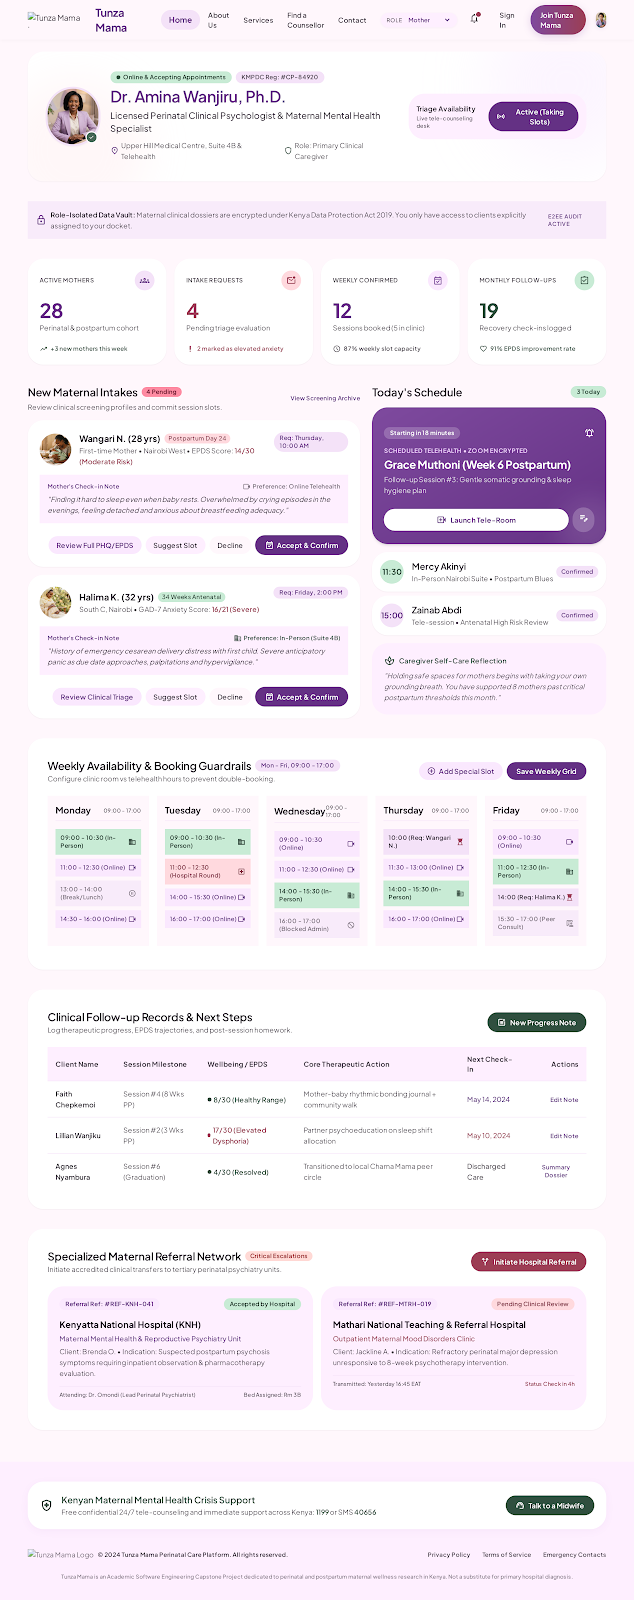 Tunza Mama
Tunza Mama
Home
About Us
Services
Find a Counsellor
Contact
ROLE Mother
Sign In
Join Tunza Mama
Online & Accepting Appointments
KMPDC Reg: #CP-84920
Dr. Amina Wanjiru, Ph.D.
Licensed Perinatal Clinical Psychologist & Maternal Mental Health
Specialist
Upper Hill Medical Centre, Suite 4B &
Telehealth
Role: Primary Clinical
Caregiver
Triage Availability
Live tele-counseling
desk
Active (Taking
Slots)
Role-Isolated Data Vault: Maternal clinical dossiers are encrypted under Kenya Data Protection Act 2019. You only have access to clients explicitly
assigned to your docket.
E2EE AUDIT
ACTIVE
ACTIVE MOTHERS
28
Perinatal & postpartum cohort
+3 new mothers this week
INTAKE REQUESTS
4
Pending triage evaluation
2 marked as elevated anxiety
WEEKLY CONFIRMED
12
Sessions booked (5 in clinic)
87% weekly slot capacity
MONTHLY FOLLOW-UPS
19
Recovery check-ins logged
91% EPDS improvement rate
New Maternal Intakes
4 Pending
Review clinical screening profiles and commit session slots.
View Screening Archive
Wangari N. (28 yrs)
Postpartum Day 24
Req: Thursday,
10:00 AM
First-time Mother • Nairobi West • EPDS Score: 14/30
(Moderate Risk)
Mother's Check-in Note
Preference: Online Telehealth
"Finding it hard to sleep even when baby rests. Overwhelmed by crying episodes in the
evenings, feeling detached and anxious about breastfeeding adequacy."
Review Full PHQ/EPDS
Suggest Slot
Decline
Accept & Confirm
Halima K. (32 yrs)
34 Weeks Antenatal
Req: Friday, 2:00 PM
South C, Nairobi • GAD-7 Anxiety Score: 16/21 (Severe)
Mother's Check-in Note
Preference: In-Person (Suite 4B)
"History of emergency cesarean delivery distress with first child. Severe anticipatory
panic as due date approaches, palpitations and hypervigilance."
Review Clinical Triage
Suggest Slot
Decline
Accept & Confirm
Today's Schedule
3 Today
Starting in 18 minutes
SCHEDULED TELEHEALTH • ZOOM ENCRYPTED
Grace Muthoni (Week 6 Postpartum)
Follow-up Session #3: Gentle somatic grounding & sleep
hygiene plan
Launch Tele-Room
11:30
Mercy Akinyi
In-Person Nairobi Suite • Postpartum Blues
Confirmed
15:00
Zainab Abdi
Tele-session • Antenatal High Risk Review
Confirmed
Caregiver Self-Care Reflection
"Holding safe spaces for mothers begins with taking your own
grounding breath. You have supported 8 mothers past critical
postpartum thresholds this month."
Weekly Availability & Booking Guardrails
Mon - Fri, 09:00 - 17:00
Configure clinic room vs telehealth hours to prevent double-booking.
Add Special Slot
Save Weekly Grid
Monday
09:00 - 17:00
09:00 - 10:30 (In-
Person)
11:00 - 12:30 (Online)
13:00 - 14:00
(Break/Lunch)
14:30 - 16:00 (Online)
Tuesday
09:00 - 17:00
09:00 - 10:30 (In-
Person)
11:00 - 12:30
(Hospital Round)
14:00 - 15:30 (Online)
16:00 - 17:00 (Online)
Wednesday
09:00 -
17:00
09:00 - 10:30
(Online)
11:00 - 12:30 (Online)
14:00 - 15:30 (In-
Person)
16:00 - 17:00
(Blocked Admin)
Thursday
09:00 - 17:00
10:00 (Req: Wangari
N.)
11:30 - 13:00 (Online)
14:00 - 15:30 (In-
Person)
16:00 - 17:00 (Online)
Friday
09:00 - 17:00
09:00 - 10:30
(Online)
11:00 - 12:30 (In-
Person)
14:00 (Req: Halima K.)
15:30 - 17:00 (Peer
Consult)
Clinical Follow-up Records & Next Steps
Log therapeutic progress, EPDS trajectories, and post-session homework.
New Progress Note
Client Name
Session Milestone
Wellbeing / EPDS
Core Therapeutic Action
Next Check-
In
Actions
Faith
Chepkemoi
Session #4 (8 Wks
PP)
8/30 (Healthy Range)
Mother-baby rhythmic bonding journal +
community walk
May 14, 2024
Edit Note
Lilian Wanjiku
Session #2 (3 Wks
PP)
17/30 (Elevated
Dysphoria)
Partner psychoeducation on sleep shift
allocation
May 10, 2024
Edit Note
Agnes
Nyambura
Session #6
(Graduation)
4/30 (Resolved)
Transitioned to local Chama Mama peer
circle
Discharged
Care
Summary
Dossier
Specialized Maternal Referral Network
Critical Escalations
Initiate accredited clinical transfers to tertiary perinatal psychiatry units.
Initiate Hospital Referral
Referral Ref: #REF-KNH-041
Accepted by Hospital
Kenyatta National Hospital (KNH)
Maternal Mental Health & Reproductive Psychiatry Unit
Client: Brenda O. • Indication: Suspected postpartum psychosis
symptoms requiring inpatient observation & pharmacotherapy
evaluation.
Attending: Dr. Omondi (Lead Perinatal Psychiatrist)
Bed Assigned: Rm 3B
Referral Ref: #REF-MTRH-019
Pending Clinical Review
Mathari National Teaching & Referral Hospital
Outpatient Maternal Mood Disorders Clinic
Client: Jackline A. • Indication: Refractory perinatal major depression
unresponsive to 8-week psychotherapy intervention.
Transmitted: Yesterday 16:45 EAT
Status Check in 4h
Kenyan Maternal Mental Health Crisis Support
Free confidential 24/7 tele-counseling and immediate support across Kenya: 1199 or SMS 40656
Talk to a Midwife
Tunza Mama Logo
© 2024 Tunza Mama Perinatal Care Platform. All rights reserved.
Privacy Policy
Terms of Service
Emergency Contacts
Tunza Mama is an Academic Software Engineering Capstone Project dedicated to perinatal and postpartum maternal wellness research in Kenya. Not a substitute for primary hospital diagnosis.